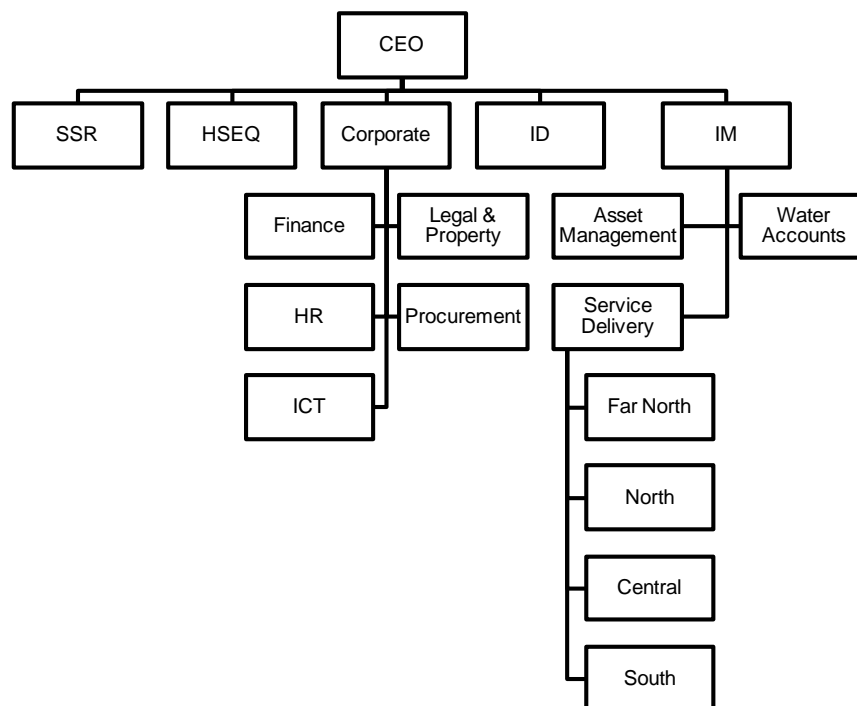 CEO
SSR
HSEQ
Corporate
ID
IM
Finance
Legal &
Property
Asset
Management
Water
Accounts
HR
Procurement
Service
Delivery
ICT
Far North
North
Central
South